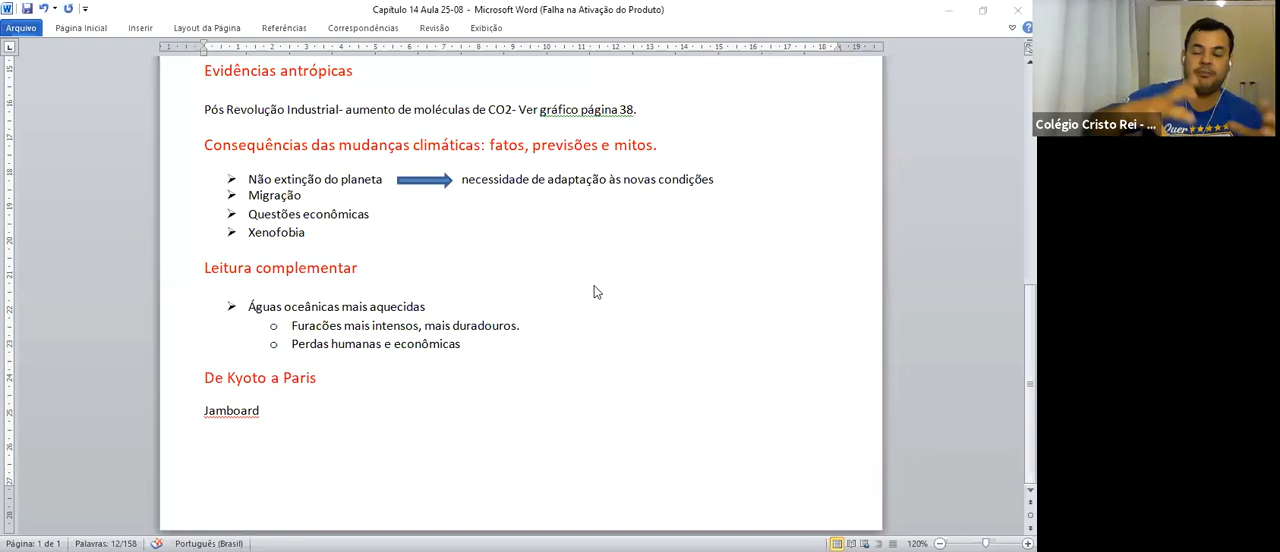 Capítulo 14 Aula 25-08 - Microsoft Word (Falha na Ativação do Produto)
Arquivo Página Inicial Inserir Layout da Página Referências Correspondências Revisão Exibição
Evidências antrópicas
Pós Revolução Industrial- aumento de moléculas de CO2- Ver gráfico página 38.
Consequências das mudanças climáticas: fatos, previsões e mitos.
Não extinção do planeta necessidade de adaptação às novas condições
Migração
Questões econômicas
Xenofobia
Leitura complementar
Águas oceânicas mais aquecidas
Furacões mais intensos, mais duradouros.
Perdas humanas e econômicas
De Kyoto a Paris
Jamboard
Página: 1 de 1 Palavras: 12/158 Português (Brasil) 120%
Colégio Cristo Rei - ...
Quer